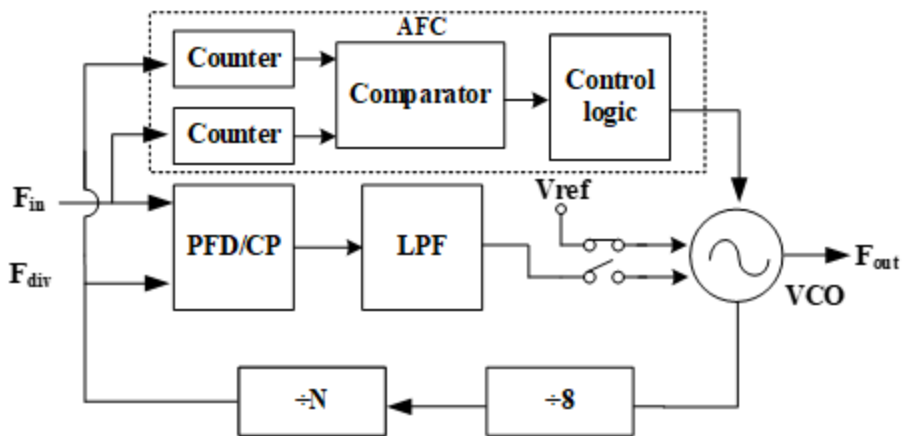 AFC
Counter
Comparator
Control
logic
Counter
Fin
PFD/CP
LPF
Vref
Fout
Fdiv
VCO
÷N
÷8